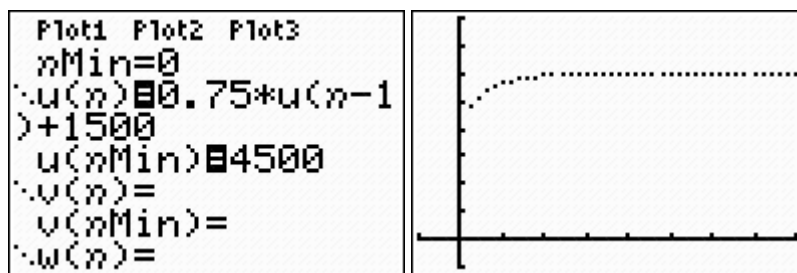 Plot1 Plot2 Plot3
nMin=0
u(n)=0.75*u(n-1
)+1500
u(nMin)=4500
v(n)=
v(nMin)=
w(n)=